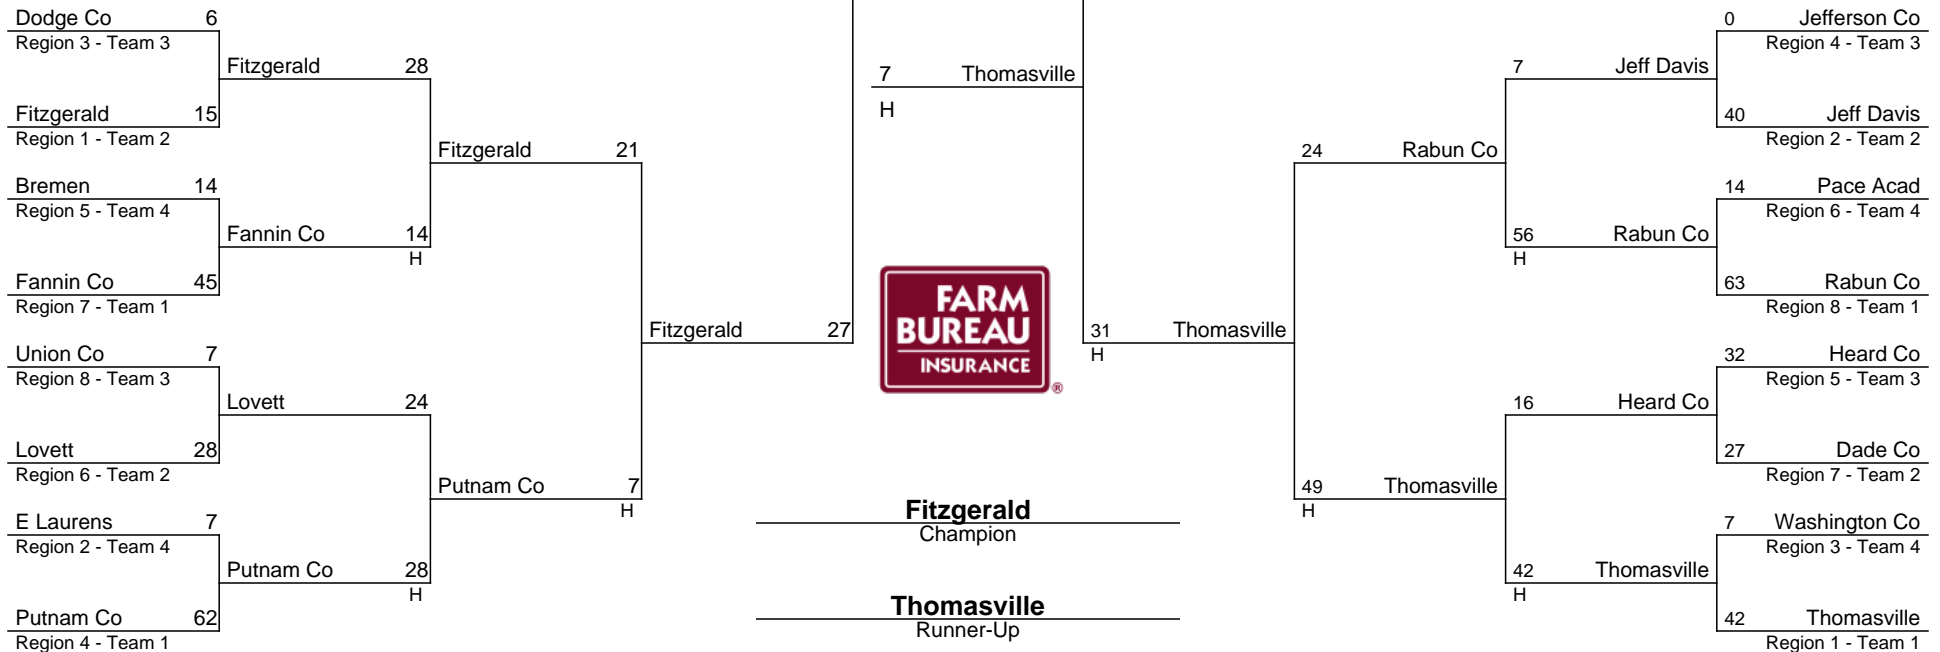 Dodge Co 6
Region 3 - Team 3
Fitzgerald 28
Fitzgerald 15
Region 1 - Team 2
Fitzgerald 21
Bremen 14
Region 5 - Team 4
Fannin Co 14
H
Fannin Co 45
Region 7 - Team 1
Fitzgerald 27
Union Co 7
Region 8 - Team 3
Lovett 24
Lovett 28
Region 6 - Team 2
Putnam Co 7
H
E Laurens 7
Region 2 - Team 4
Putnam Co 28
H
Putnam Co 62
Region 4 - Team 1
7 Thomasville
H
FARM
BUREAU
INSURANCE
®
Fitzgerald
Champion
Thomasville
Runner-Up
31 Thomasville
H
24 Rabun Co
49 Thomasville
H
7 Jeff Davis
56 Rabun Co
H
16 Heard Co
42 Thomasville
H
0 Jefferson Co
Region 4 - Team 3
40 Jeff Davis
Region 2 - Team 2
14 Pace Acad
Region 6 - Team 4
63 Rabun Co
Region 8 - Team 1
32 Heard Co
Region 5 - Team 3
27 Dade Co
Region 7 - Team 2
7 Washington Co
Region 3 - Team 4
42 Thomasville
Region 1 - Team 1